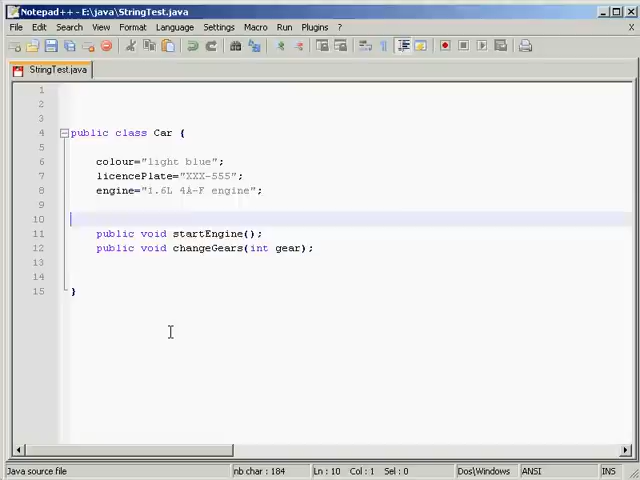 Notepad++ - E:\java\StringTest.java
File Edit Search View Format Language Settings Macro Run Plugins ? X
StringTest.java
1
2
3
4 public class Car {
5
6 colour="light blue";
7 licencePlate="XXX-555";
8 engine="1.6L 4A-F engine";
9
10
11 public void startEngine();
12 public void changeGears(int gear);
13
14
15 }
Java source file nb char : 184 Ln : 10 Col : 1 Sel : 0 Dos\Windows ANSI INS